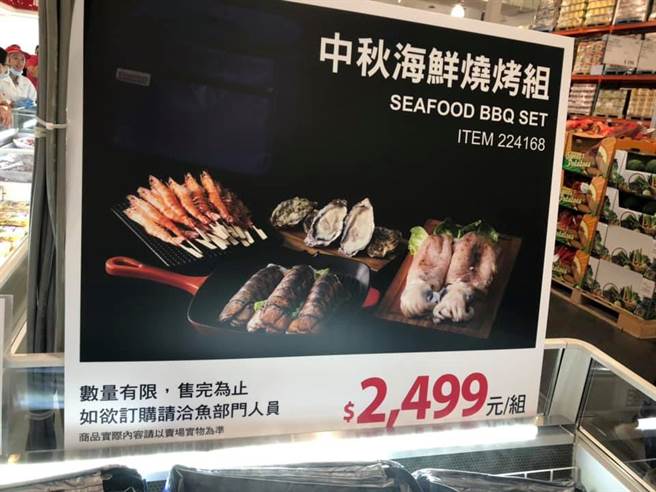 中秋海鮮燒烤組
SEAFOOD BBQ SET
ITEM 224168
數量有限，售完為止
如欲訂購請洽魚部門人員
商品實際內容請以賣場實物為準
$2,499元/組